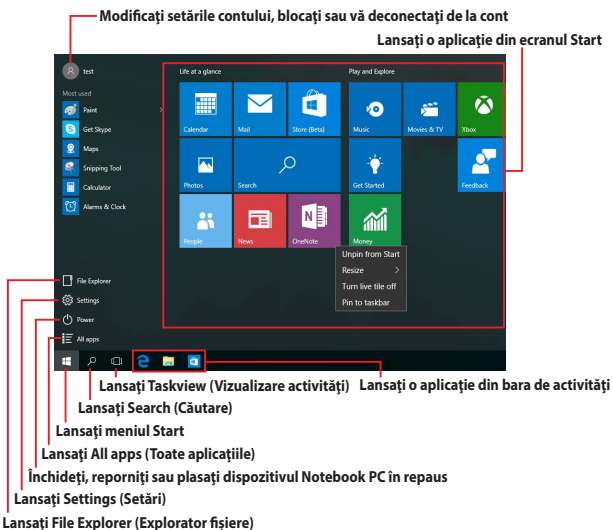 Modificați setările contului, blocați sau vă deconectați de la cont
Lansați o aplicație din ecranul Start
test
Life at a glance
Play and Explore
Most used
Paint
Get Skype
Maps
Snipping Tool
Calculator
Alarms & Clock
Calendar
Mail
Store (Beta)
Music
Movies & TV
Xbox
Photos
Search
Get Started
Feedback
People
News
OneNote
Money
Unpin from Start
Resize
Turn live tile off
Pin to taskbar
File Explorer
Settings
Power
All apps
Lansați Taskview (Vizualizare activități)
Lansați o aplicație din bara de activități
Lansați Search (Căutare)
Lansați meniul Start
Lansați All apps (Toate aplicațiile)
Închideți, reporniți sau plasați dispozitivul Notebook PC în repaus
Lansați Settings (Setări)
Lansați File Explorer (Explorator fișiere)